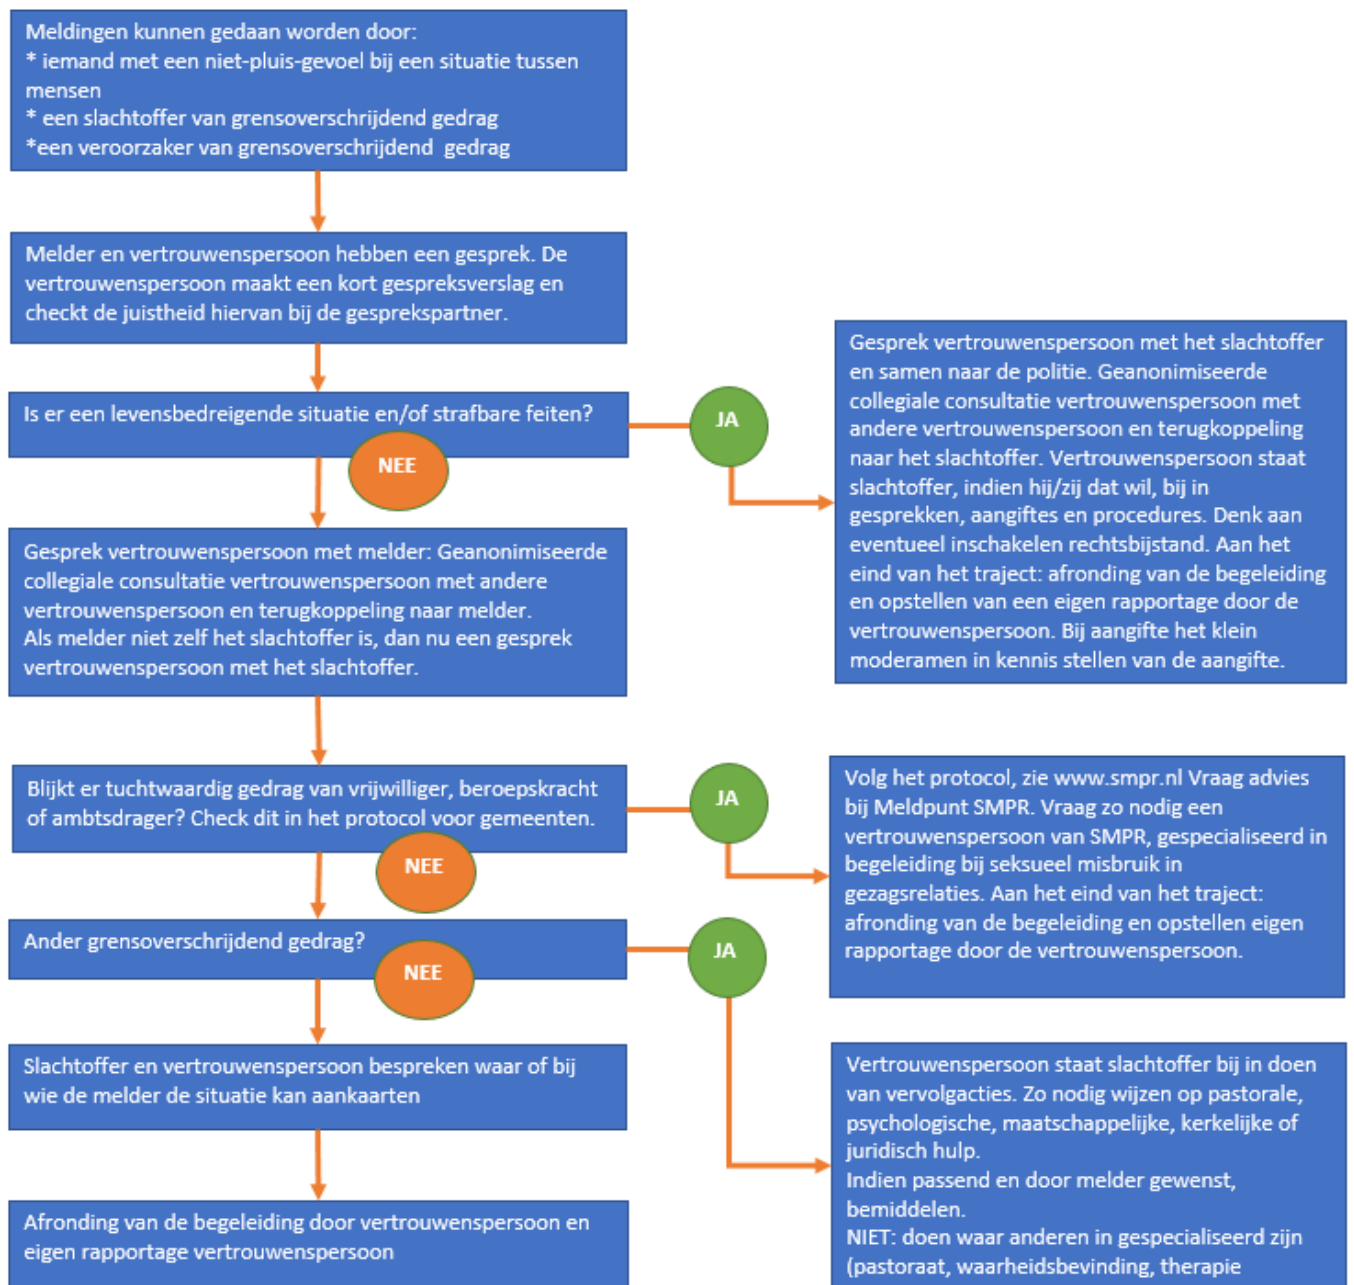 Meldingen kunnen gedaan worden door:
* iemand met een niet-pluis-gevoel bij een situatie tussen
mensen
* een slachtoffer van grensoverschrijdend gedrag
*een veroorzaker van grensoverschrijdend gedrag
Melder en vertrouwenspersoon hebben een gesprek. De
vertrouwenspersoon maakt een kort gespreksverslag en
checkt de juistheid hiervan bij de gesprekspartner.
Is er een levensbedreigende situatie en/of strafbare feiten?
JA
NEE
Gesprek vertrouwenspersoon met het slachtoffer
en samen naar de politie. Geanonimiseerde
collegiale consultatie vertrouwenspersoon met
andere vertrouwenspersoon en terugkoppeling
naar het slachtoffer. Vertrouwenspersoon staat
slachtoffer, indien hij/zij dat wil, bij in
gesprekken, aangiftes en procedures. Denk aan
eventueel inschakelen rechtsbijstand. Aan het
eind van het traject: afronding van de begeleiding
en opstellen van een eigen rapportage door de
vertrouwenspersoon. Bij aangifte het klein
moderamen in kennis stellen van de aangifte.
Gesprek vertrouwenspersoon met melder: Geanonimiseerde
collegiale consultatie vertrouwenspersoon met andere
vertrouwenspersoon en terugkoppeling naar melder.
Als melder niet zelf het slachtoffer is, dan nu een gesprek
vertrouwenspersoon met het slachtoffer.
Blijkt er tuchtwaardig gedrag van vrijwilliger, beroepskracht
of ambtsdrager? Check dit in het protocol voor gemeenten.
JA
NEE
Volg het protocol, zie www.smpr.nl Vraag advies
bij Meldpunt SMPR. Vraag zo nodig een
vertrouwenspersoon van SMPR, gespecialiseerd in
begeleiding bij seksueel misbruik in
gezagsrelaties. Aan het eind van het traject:
afronding van de begeleiding en opstellen eigen
rapportage door de vertrouwenspersoon.
Ander grensoverschrijdend gedrag?
JA
NEE
Vertrouwenspersoon staat slachtoffer bij in doen
van vervolgacties. Zo nodig wijzen op pastorale,
psychologische, maatschappelijke, kerkelijke of
juridisch hulp.
Indien passend en door melder gewenst,
bemiddelen.
NIET: doen waar anderen in gespecialiseerd zijn
(pastoraat, waarheidsbevinding, therapie
Slachtoffer en vertrouwenspersoon bespreken waar of bij
wie de melder de situatie kan aankaarten
Afronding van de begeleiding door vertrouwenspersoon en
eigen rapportage vertrouwenspersoon